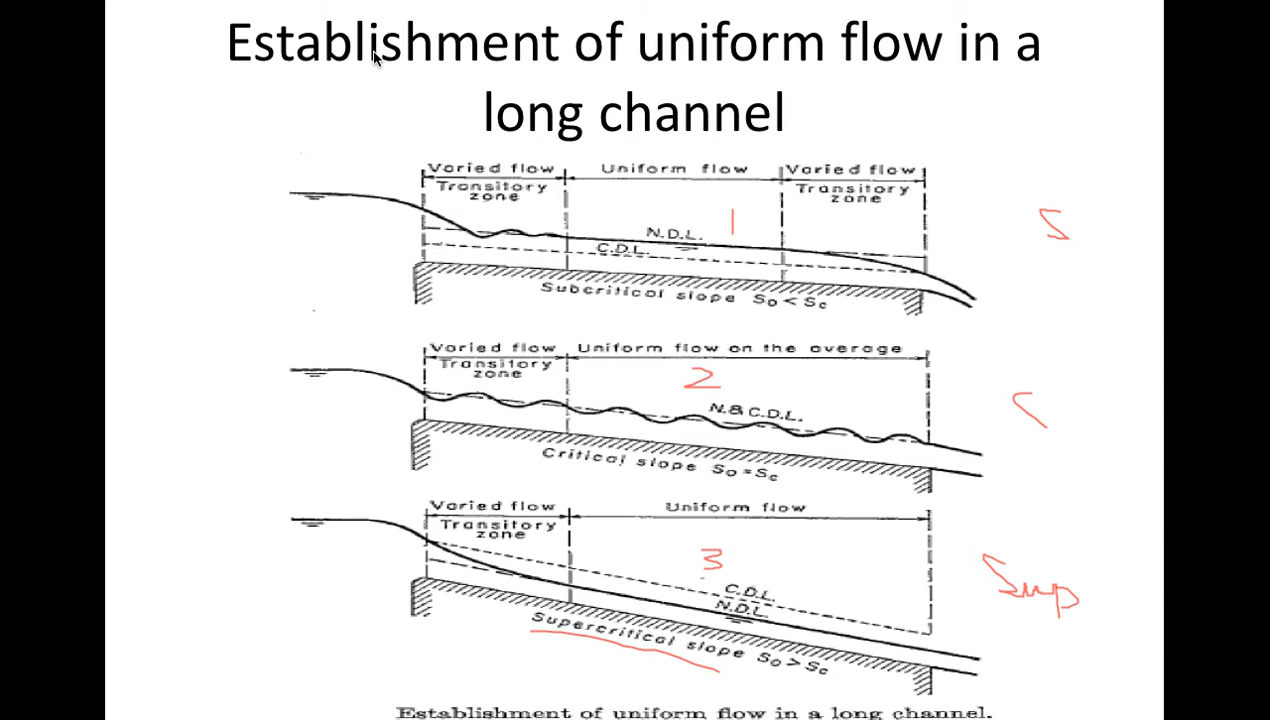 Establishment of uniform flow in a
long channel
Varied flow Uniform flow Varied flow
Transitory Transitory
zone zone
1
S
N.D.L.
C.D.L.
Subcritical slope So < Sc
Varied flow Uniform flow on the average
Transitory
zone
2
N.&C.D.L.
Critical slope So = Sc
Varied flow Uniform flow
Transitory
zone
3
Sup
C.D.L.
N.D.L.
Supercritical slope So > Sc
Establishment of uniform flow in a long channel.